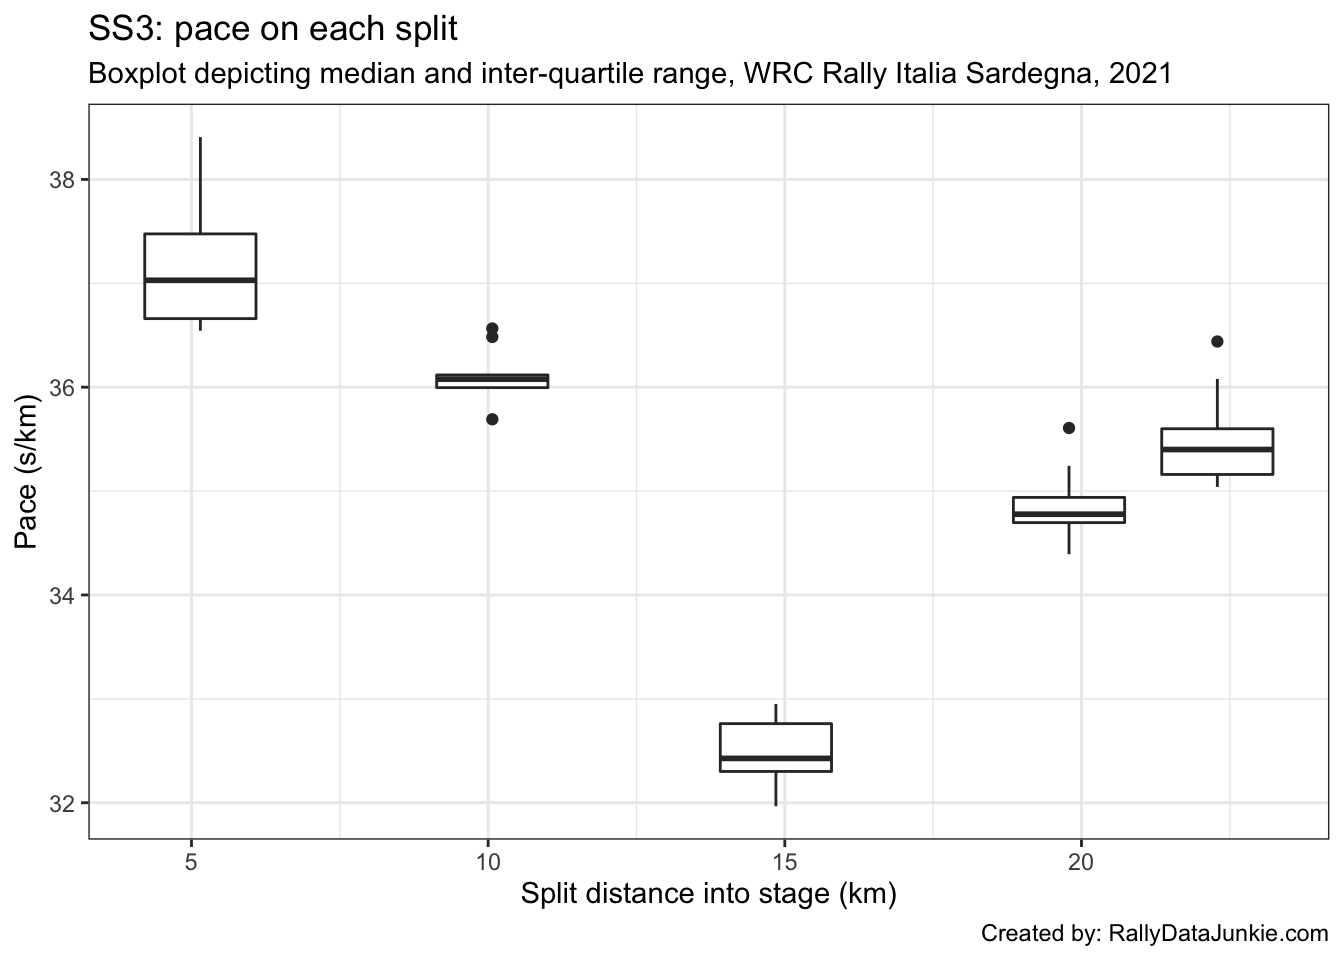 SS3: pace on each split
Boxplot depicting median and inter-quartile range, WRC Rally Italia Sardegna, 2021
38
36
34
32
Pace (s/km)
5 10 15 20
Split distance into stage (km)
Created by: RallyDataJunkie.com